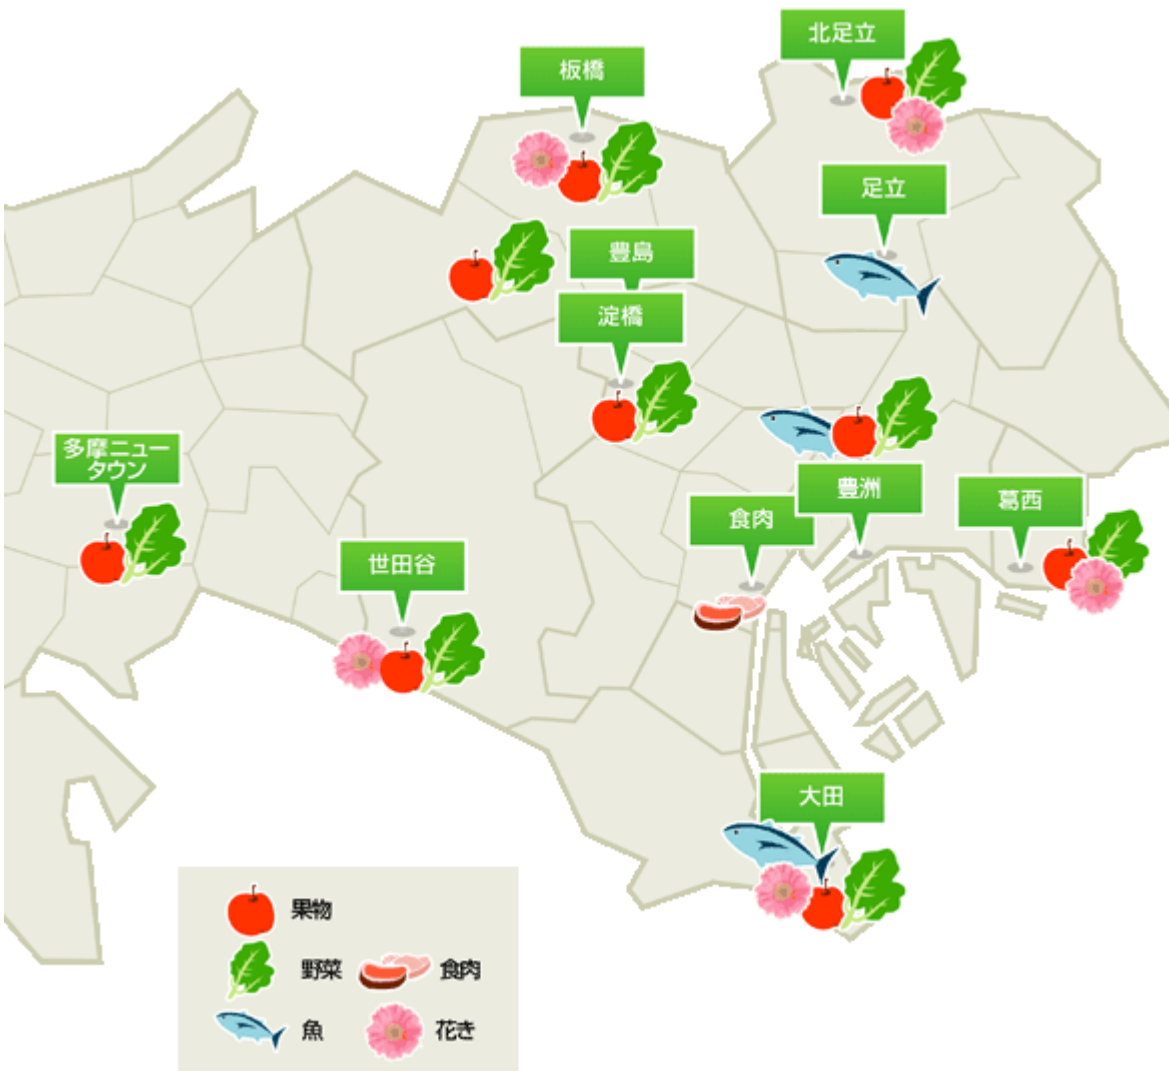 北足立
板橋
足立
豊島
淀橋
多摩ニュー
タウン
豊洲
葛西
食肉
世田谷
大田
果物
野菜
食肉
魚
花き